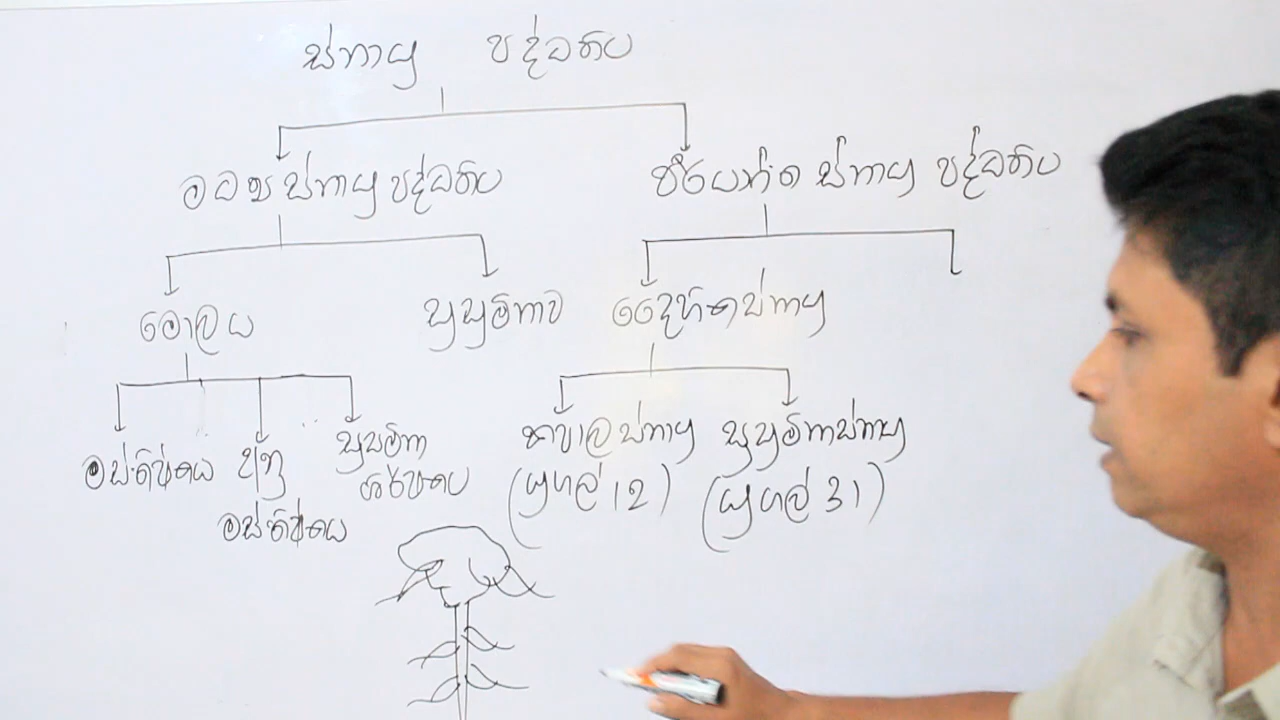 ස්නායු පද්ධතිය
මධ්‍ය ස්නායු පද්ධතිය
පර්යන්ත ස්නායු පද්ධතිය
මොලය
සුසුම්නාව
දෛහික ස්නායු
මස්තිෂ්කය
අනු
මස්තිෂ්කය
සුසුම්නා
ශීර්ෂකය
කපාල ස්නායු
(යුගල් 12)
සුසුම්නා ස්නායු
(යුගල් 31)